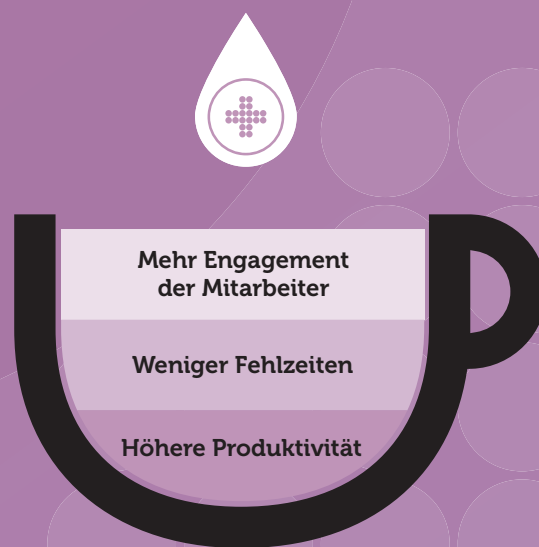 Mehr Engagement
der Mitarbeiter
Weniger Fehlzeiten
Höhere Produktivität